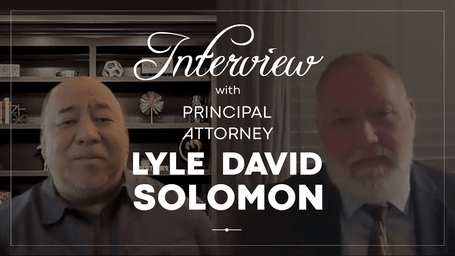 Interview
with
PRINCIPAL
ATTORNEY
LYLE DAVID
SOLOMON